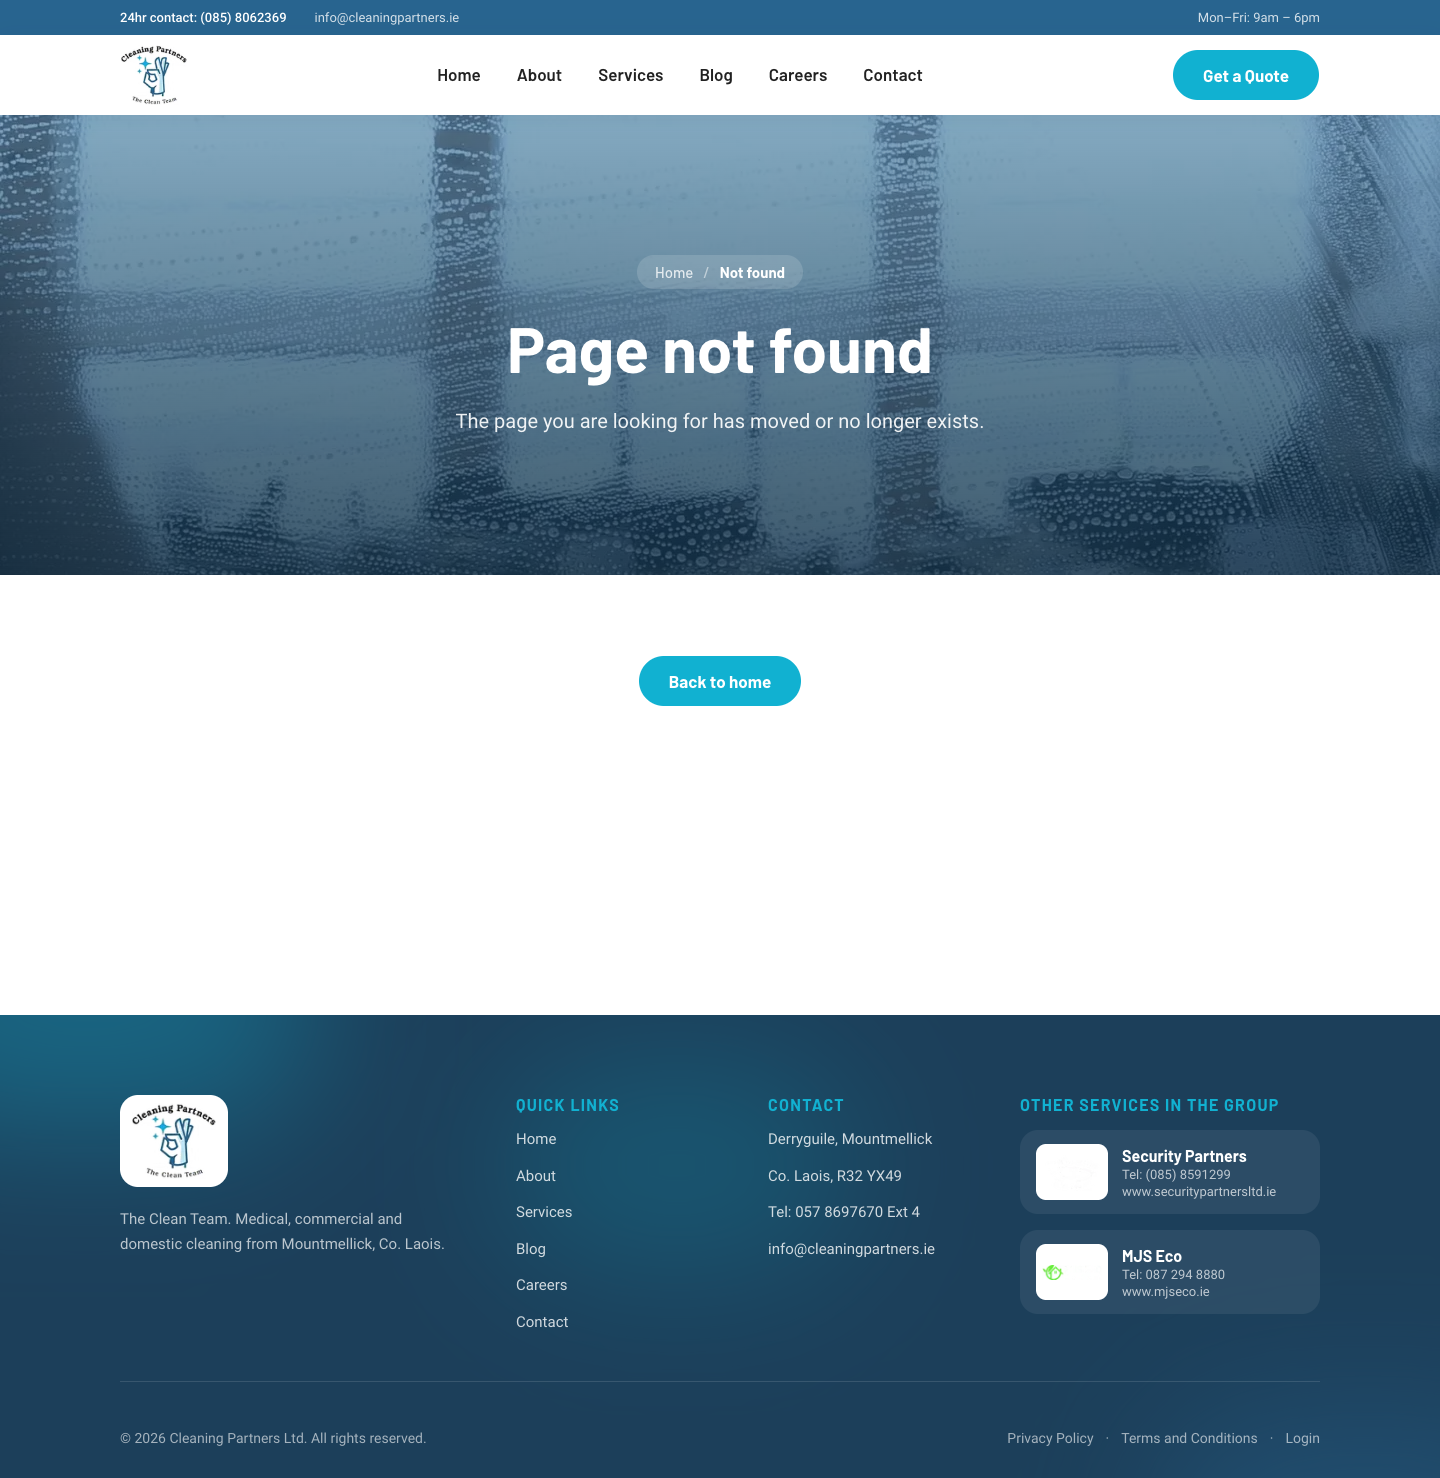 24hr contact: (085) 8062369
info@cleaningpartners.ie
Mon–Fri: 9am – 6pm
Cleaning Partners
The Clean Team
Home
About
Services
Blog
Careers
Contact
Get a Quote
Home / Not found
Page not found
The page you are looking for has moved or no longer exists.
Back to home
Cleaning Partners
The Clean Team
The Clean Team. Medical, commercial and
domestic cleaning from Mountmellick, Co. Laois.
QUICK LINKS
Home
About
Services
Blog
Careers
Contact
CONTACT
Derryguile, Mountmellick
Co. Laois, R32 YX49
Tel: 057 8697670 Ext 4
info@cleaningpartners.ie
OTHER SERVICES IN THE GROUP
Security Partners
Tel: (085) 8591299
www.securitypartnersltd.ie
MJS Eco
Tel: 087 294 8880
www.mjseco.ie
© 2026 Cleaning Partners Ltd. All rights reserved.
Privacy Policy · Terms and Conditions · Login